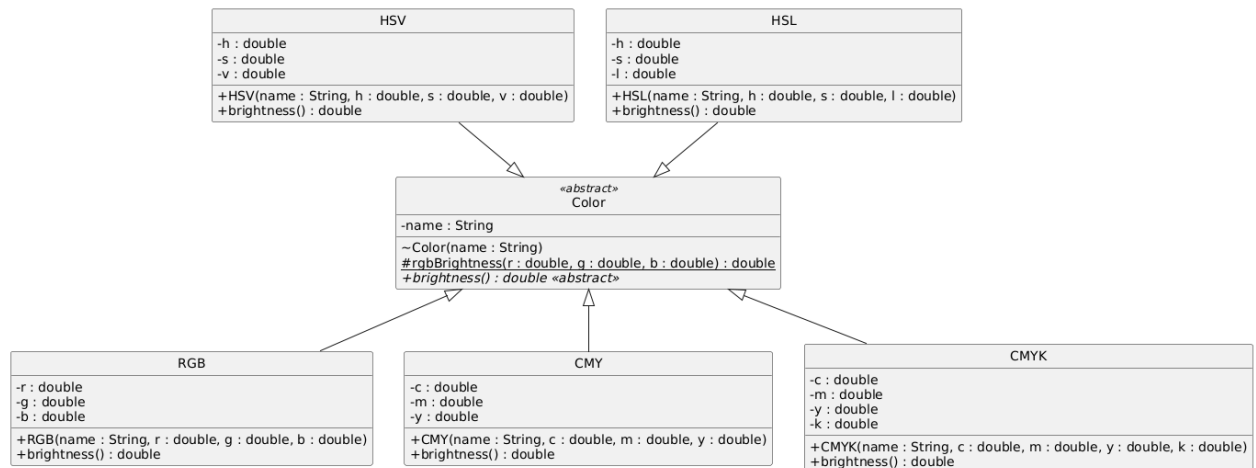 HSV
-h : double
-s : double
-v : double
+HSV(name : String, h : double, s : double, v : double)
+brightness() : double
HSL
-h : double
-s : double
-l : double
+HSL(name : String, h : double, s : double, l : double)
+brightness() : double
«abstract»
Color
-name : String
~Color(name : String)
#rgbBrightness(r : double, g : double, b : double) : double
+brightness() : double «abstract»
RGB
-r : double
-g : double
-b : double
+RGB(name : String, r : double, g : double, b : double)
+brightness() : double
CMY
-c : double
-m : double
-y : double
+CMY(name : String, c : double, m : double, y : double)
+brightness() : double
CMYK
-c : double
-m : double
-y : double
-k : double
+CMYK(name : String, c : double, m : double, y : double, k : double)
+brightness() : double